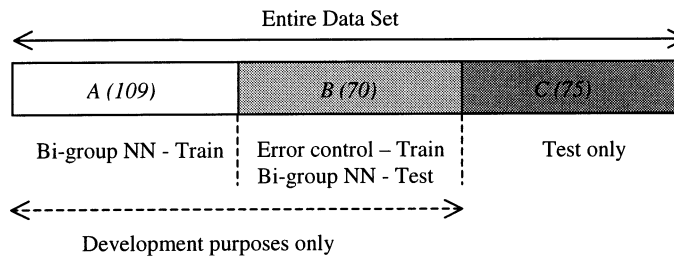 Entire Data Set
A (109) B (70) C (75)
Bi-group NN - Train Error control – Train Test only
Bi-group NN - Test
Development purposes only